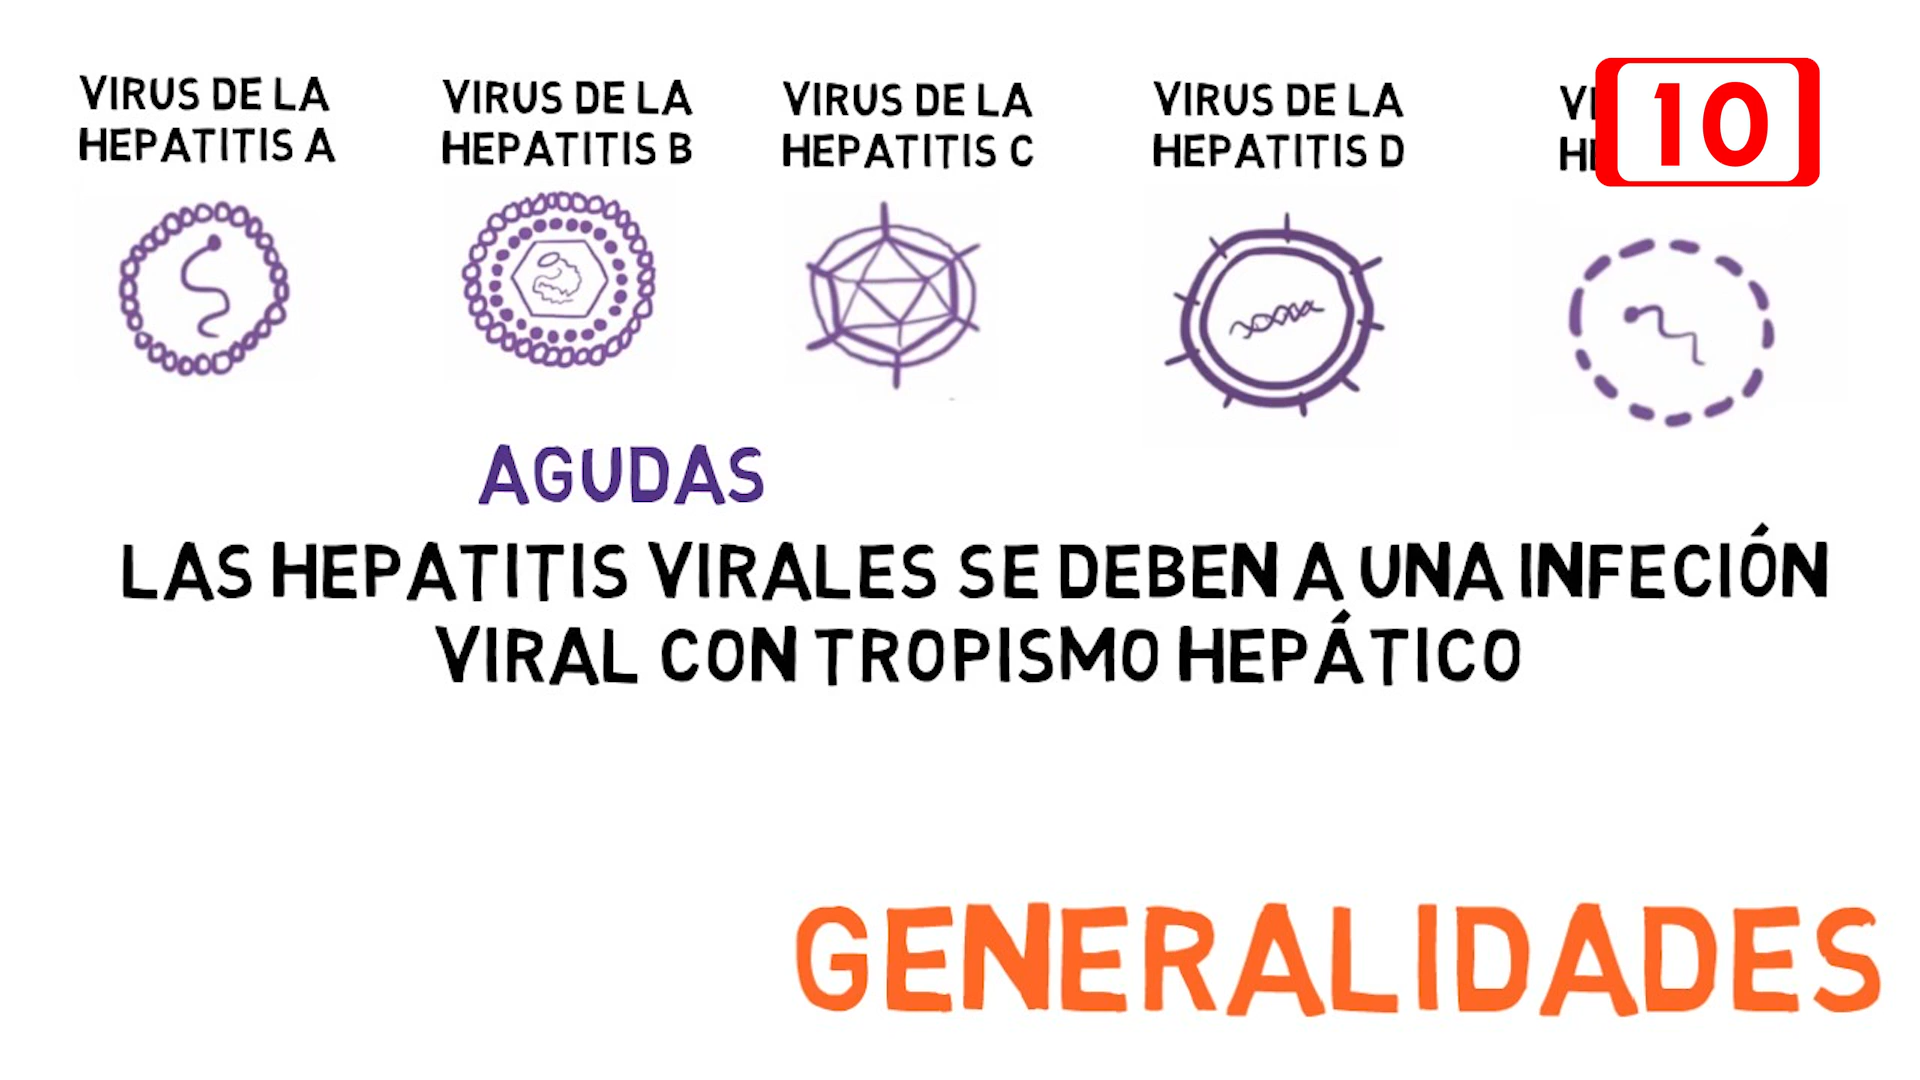 VIRUS DE LA
HEPATITIS A
VIRUS DE LA
HEPATITIS B
VIRUS DE LA
HEPATITIS C
VIRUS DE LA
HEPATITIS D
10
AGUDAS
LAS HEPATITIS VIRALES SE DEBEN A UNA INFECIÓN
VIRAL CON TROPISMO HEPÁTICO
GENERALIDADES